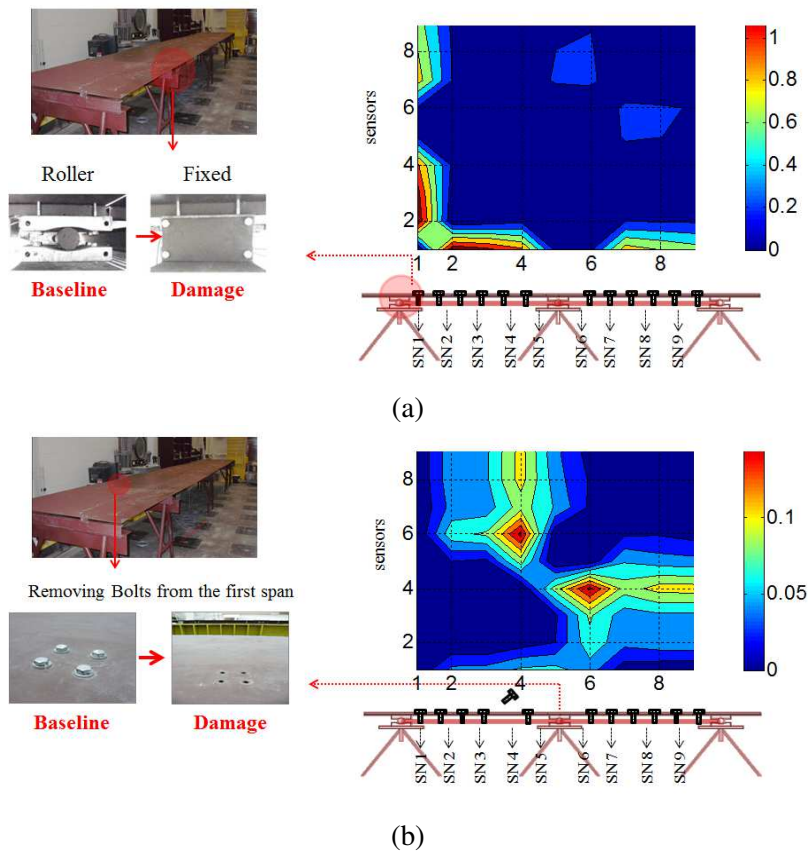 Roller
Fixed
Baseline
Damage
sensors
8
6
4
2
1
2
4
6
8
1
0.8
0.6
0.4
0.2
0
SN1
SN2
SN3
SN4
SN5
SN6
SN7
SN8
SN9
(a)
Removing Bolts from the first span
Baseline
Damage
sensors
8
6
4
2
1
2
4
6
8
0.1
0.05
0
SN1
SN2
SN3
SN4
SN5
SN6
SN7
SN8
SN9
(b)